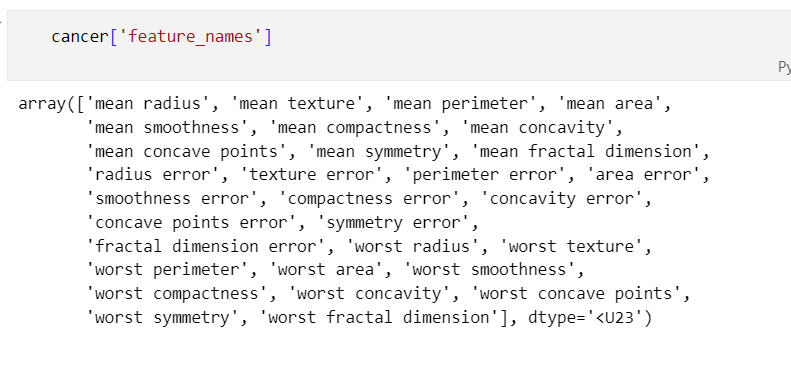 cancer['feature_names']
Py
array(['mean radius', 'mean texture', 'mean perimeter', 'mean area',
'mean smoothness', 'mean compactness', 'mean concavity',
'mean concave points', 'mean symmetry', 'mean fractal dimension',
'radius error', 'texture error', 'perimeter error', 'area error',
'smoothness error', 'compactness error', 'concavity error',
'concave points error', 'symmetry error',
'fractal dimension error', 'worst radius', 'worst texture',
'worst perimeter', 'worst area', 'worst smoothness',
'worst compactness', 'worst concavity', 'worst concave points',
'worst symmetry', 'worst fractal dimension'], dtype='<U23')